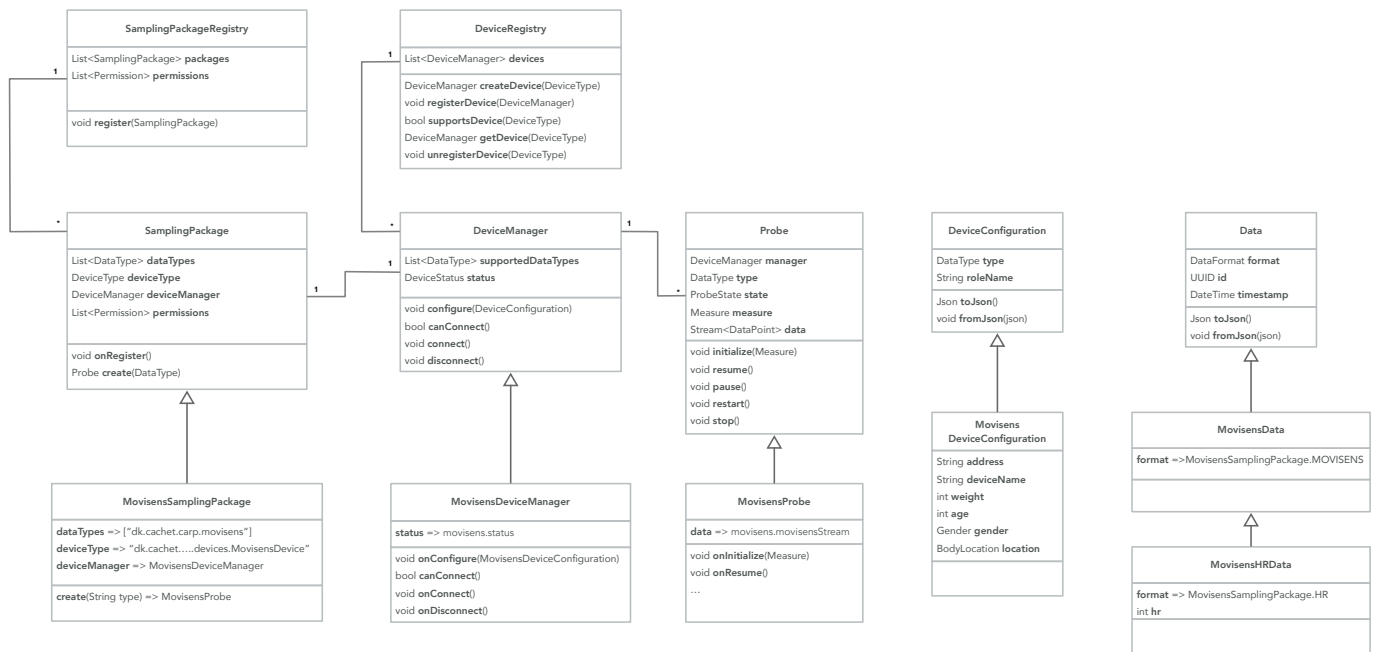 SamplingPackageRegistry
List<SamplingPackage> packages
List<Permission> permissions
void register(SamplingPackage)
DeviceRegistry
List<DeviceManager> devices
DeviceManager createDevice(DeviceType)
void registerDevice(DeviceManager)
bool supportsDevice(DeviceType)
DeviceManager getDevice(DeviceType)
void unregisterDevice(DeviceType)
1
1
*
*
1
1
1
*
SamplingPackage
List<DataType> dataTypes
DeviceType deviceType
DeviceManager deviceManager
List<Permission> permissions
void onRegister()
Probe create(DataType)
DeviceManager
List<DataType> supportedDataTypes
DeviceStatus status
void configure(DeviceConfiguration)
bool canConnect()
void connect()
void disconnect()
Probe
DeviceManager manager
DataType type
ProbeState state
Measure measure
Stream<DataPoint> data
void initialize(Measure)
void resume()
void pause()
void restart()
void stop()
DeviceConfiguration
DataType type
String roleName
Json toJson()
void fromJson(json)
Data
DataFormat format
UUID id
DateTime timestamp
Json toJson()
void fromJson(json)
MovisensSamplingPackage
dataTypes => ["dk.cachet.carp.movisens"]
deviceType => "dk.cachet.….devices.MovisensDevice"
deviceManager => MovisensDeviceManager
create(String type) => MovisensProbe
MovisensDeviceManager
status => movisens.status
void onConfigure(MovisensDeviceConfiguration)
bool canConnect()
void onConnect()
void onDisconnect()
MovisensProbe
data => movisens.movisensStream
void onInitialize(Measure)
void onResume()
…
Movisens
DeviceConfiguration
String address
String deviceName
int weight
int age
Gender gender
BodyLocation location
MovisensData
format =>MovisensSamplingPackage.MOVISENS
MovisensHRData
format => MovisensSamplingPackage.HR
int hr